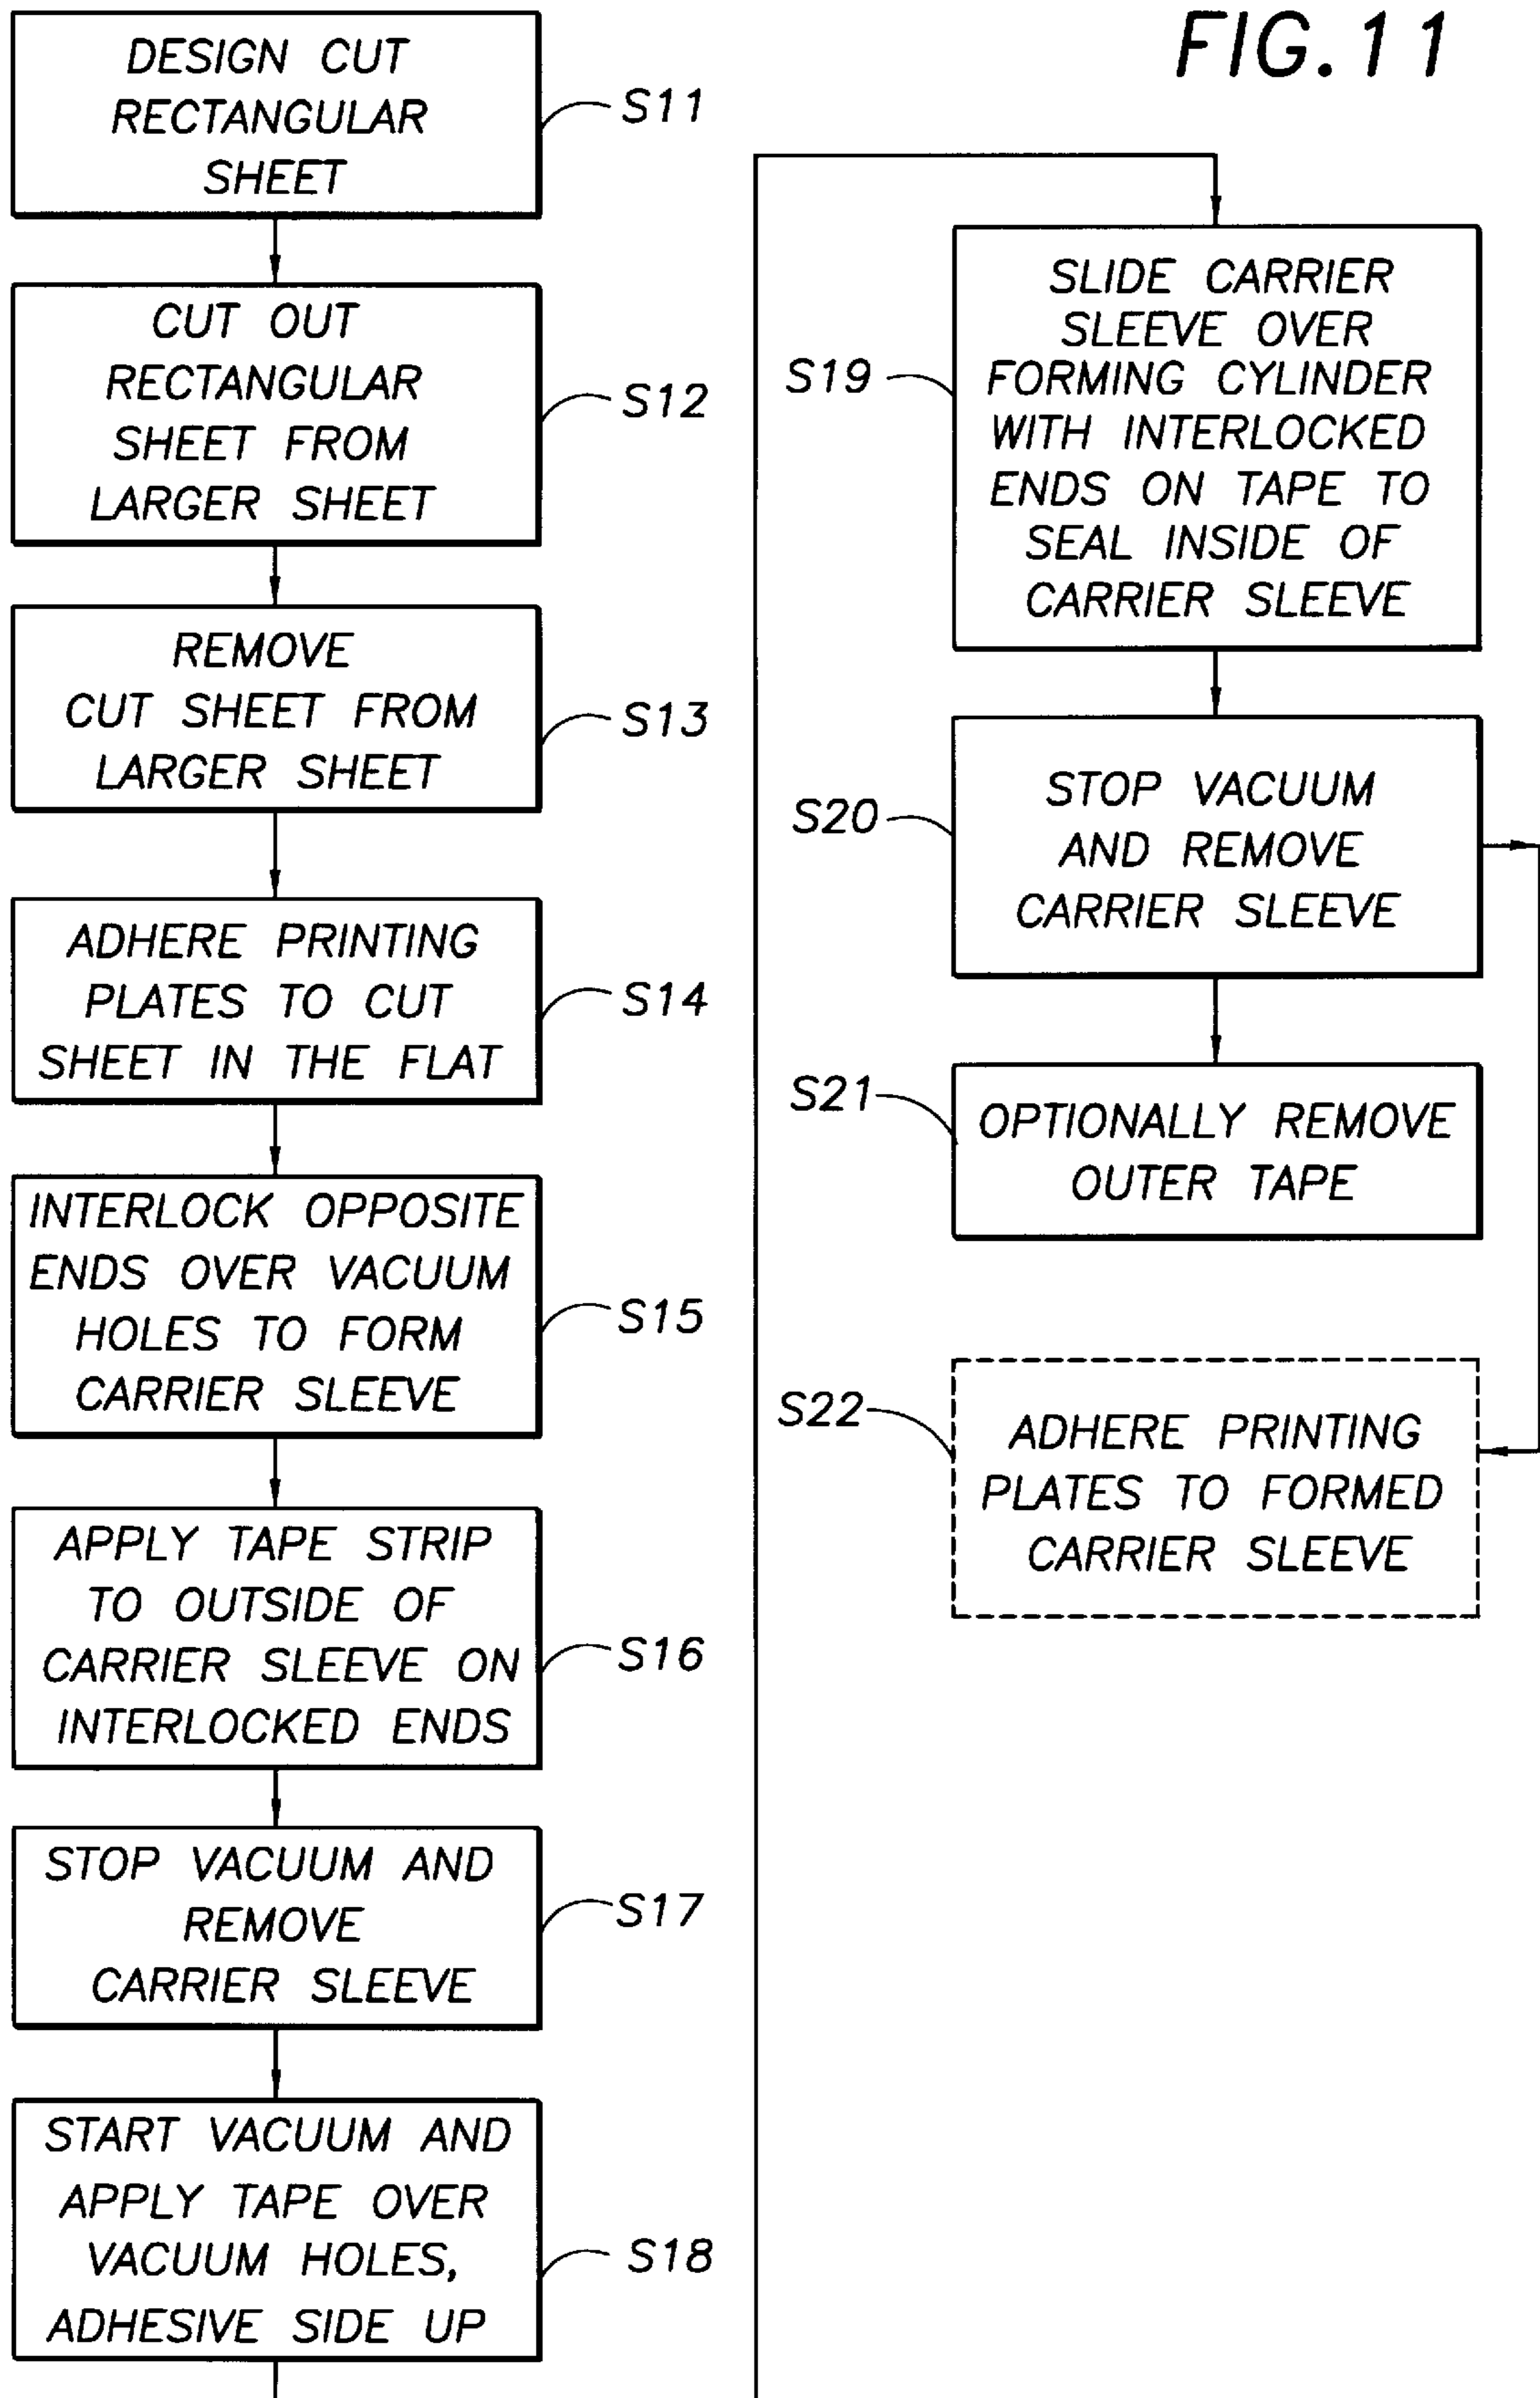 FIG.11
DESIGN CUT
RECTANGULAR
SHEET
S11
CUT OUT
RECTANGULAR
SHEET FROM
LARGER SHEET
S12
REMOVE
CUT SHEET FROM
LARGER SHEET
S13
ADHERE PRINTING
PLATES TO CUT
SHEET IN THE FLAT
S14
INTERLOCK OPPOSITE
ENDS OVER VACUUM
HOLES TO FORM
CARRIER SLEEVE
S15
APPLY TAPE STRIP
TO OUTSIDE OF
CARRIER SLEEVE ON
INTERLOCKED ENDS
S16
STOP VACUUM AND
REMOVE
CARRIER SLEEVE
S17
START VACUUM AND
APPLY TAPE OVER
VACUUM HOLES,
ADHESIVE SIDE UP
S18
SLIDE CARRIER
SLEEVE OVER
FORMING CYLINDER
WITH INTERLOCKED
ENDS ON TAPE TO
SEAL INSIDE OF
CARRIER SLEEVE
S19
STOP VACUUM
AND REMOVE
CARRIER SLEEVE
S20
OPTIONALLY REMOVE
OUTER TAPE
S21
ADHERE PRINTING
PLATES TO FORMED
CARRIER SLEEVE
S22